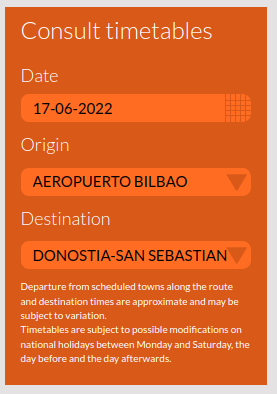 Consult timetables
Date
17-06-2022
Origin
AEROPUERTO BILBAO
Destination
DONOSTIA-SAN SEBASTIAN
Departure from scheduled towns along the route
and destination times are approximate and may be
subject to variation.
Timetables are subject to possible modifications on
national holidays between Monday and Saturday, the
day before and the day afterwards.